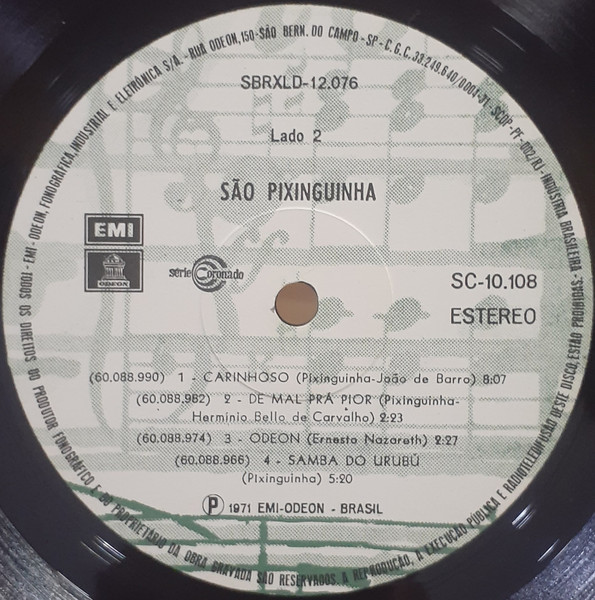 TODOS OS DIREITOS DO PRODUTOR FONOGRÁFICO E DO PROPRIETÁRIO DA OBRA GRAVADA SÃO RESERVADOS. A REPRODUÇÃO, A EXECUÇÃO PÚBLICA E RADIOTELEDIFUSÃO DESTE DISCO, ESTÃO PROIBIDAS. - EMI - ODEON, FONOGRÁFICA, INDUSTRIAL E ELETRÔNICA S/A. - RUA ODEON, 150 - SÃO BERN. DO CAMPO - SP - C.G.C. 33.249.640/0004-31 - SCDP - PF - 002/RJ - INDÚSTRIA BRASILEIRA
SBRXLD-12.076
Lado 2
SÃO PIXINGUINHA
EMI
ODEON
série Coronado
SC-10.108
ESTEREO
(60.088.990) 1 - CARINHOSO (Pixinguinha-João de Barro) 8:07
(60.088.982) 2 - DE MAL PRÁ PIOR (Pixinguinha-
Herminio Bello de Carvalho) 2:23
(60.088.974) 3 - ODEON (Ernesto Nazareth) 2:27
(60.088.966) 4 - SAMBA DO URUBÚ
(Pixinguinha) 5:20
Ⓟ 1971 EMI-ODEON - BRASIL